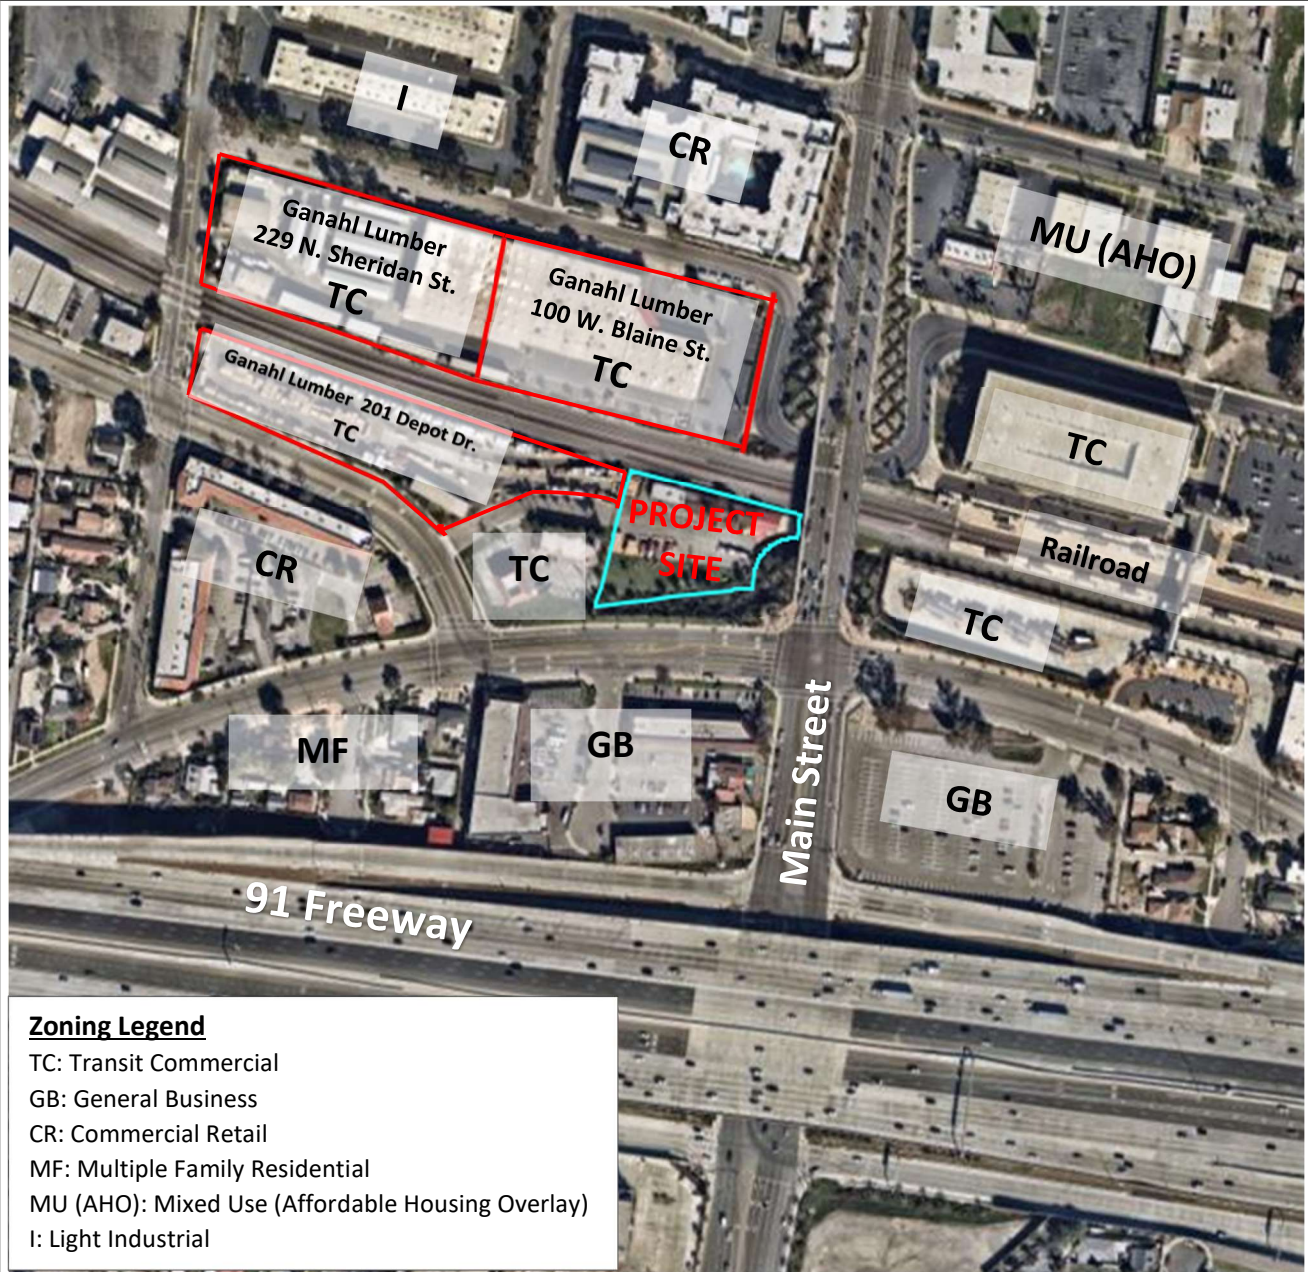 I
CR
MU (AHO)
Ganahl Lumber
229 N. Sheridan St.
TC
Ganahl Lumber
100 W. Blaine St.
TC
Ganahl Lumber 201 Depot Dr.
TC
TC
PROJECT
SITE
Railroad
CR
TC
TC
MF
GB
Main Street
GB
91 Freeway
Zoning Legend
TC: Transit Commercial
GB: General Business
CR: Commercial Retail
MF: Multiple Family Residential
MU (AHO): Mixed Use (Affordable Housing Overlay)
I: Light Industrial